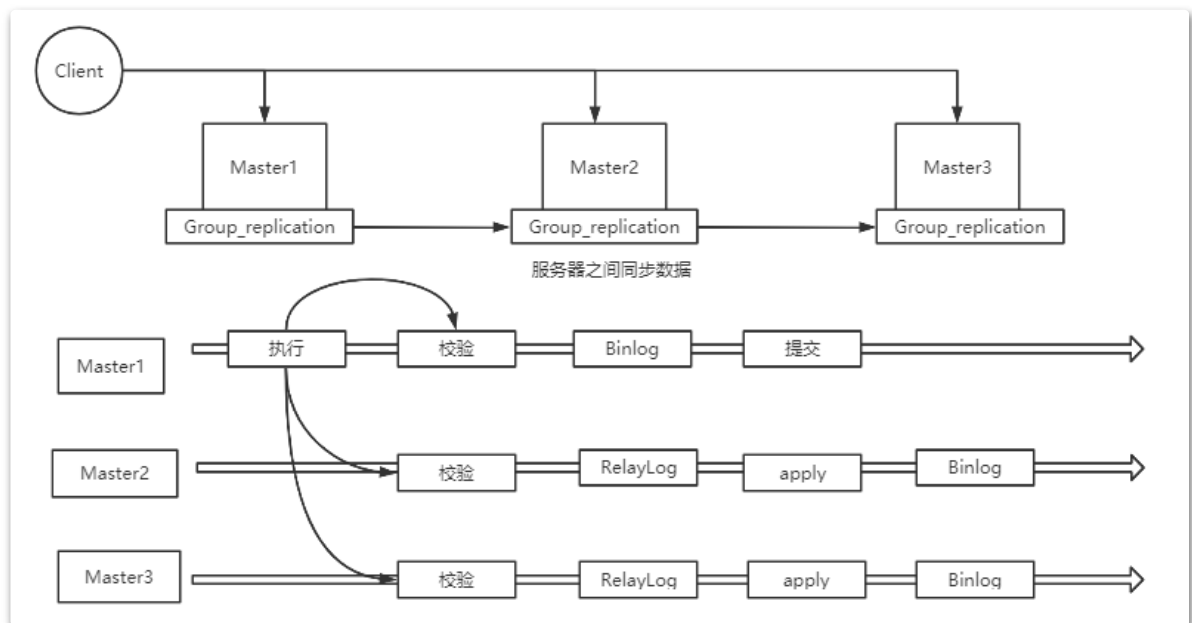 Client
Master1
Master2
Master3
Group_replication
Group_replication
Group_replication
服务器之间同步数据
Master1
执行
校验
Binlog
提交
Master2
校验
RelayLog
apply
Binlog
Master3
校验
RelayLog
apply
Binlog